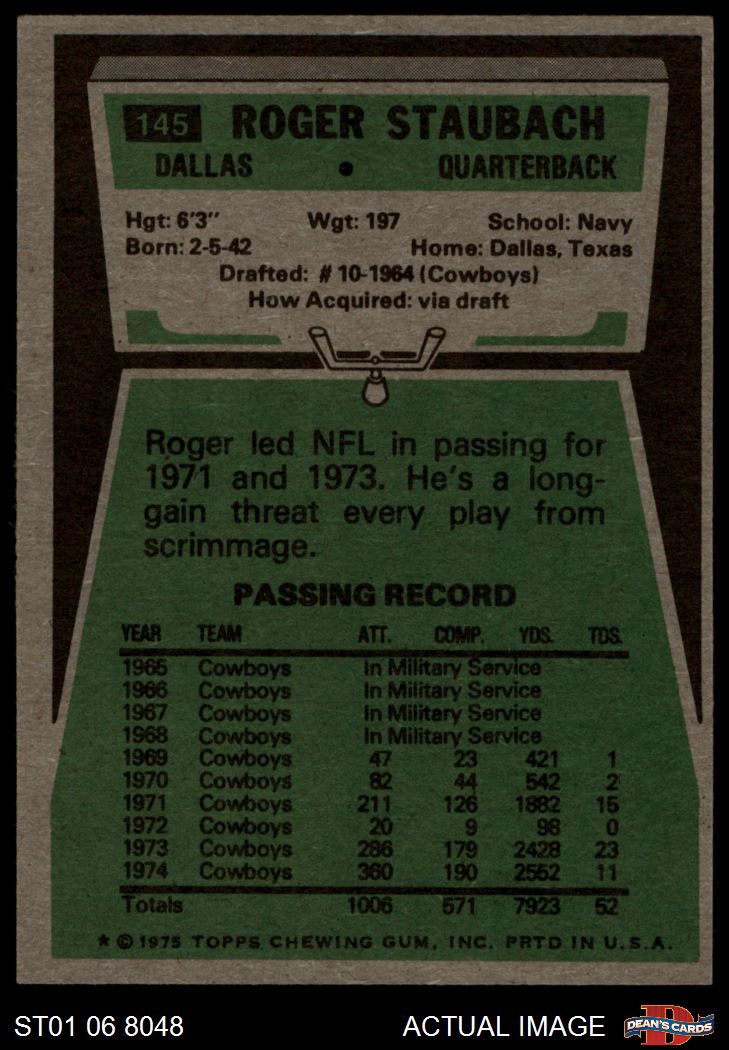 145 ROGER STAUBACH
DALLAS • QUARTERBACK
Hgt: 6'3" Wgt: 197 School: Navy
Born: 2-5-42 Home: Dallas, Texas
Drafted: #10-1964 (Cowboys)
How Acquired: via draft
Roger led NFL in passing for
1971 and 1973. He's a long-
gain threat every play from
scrimmage.
PASSING RECORD
YEAR TEAM ATT. COMP. YDS. TDS.
1965 Cowboys In Military Service
1966 Cowboys In Military Service
1967 Cowboys In Military Service
1968 Cowboys In Military Service
1969 Cowboys 47 23 421 1
1970 Cowboys 82 44 542 2
1971 Cowboys 211 126 1882 15
1972 Cowboys 20 9 98 0
1973 Cowboys 286 179 2428 23
1974 Cowboys 360 190 2552 11
Totals 1006 571 7923 52
* © 1975 TOPPS CHEWING GUM, INC. PRTD IN U.S.A.
ST01 06 8048 ACTUAL IMAGE D DEAN'S CARDS